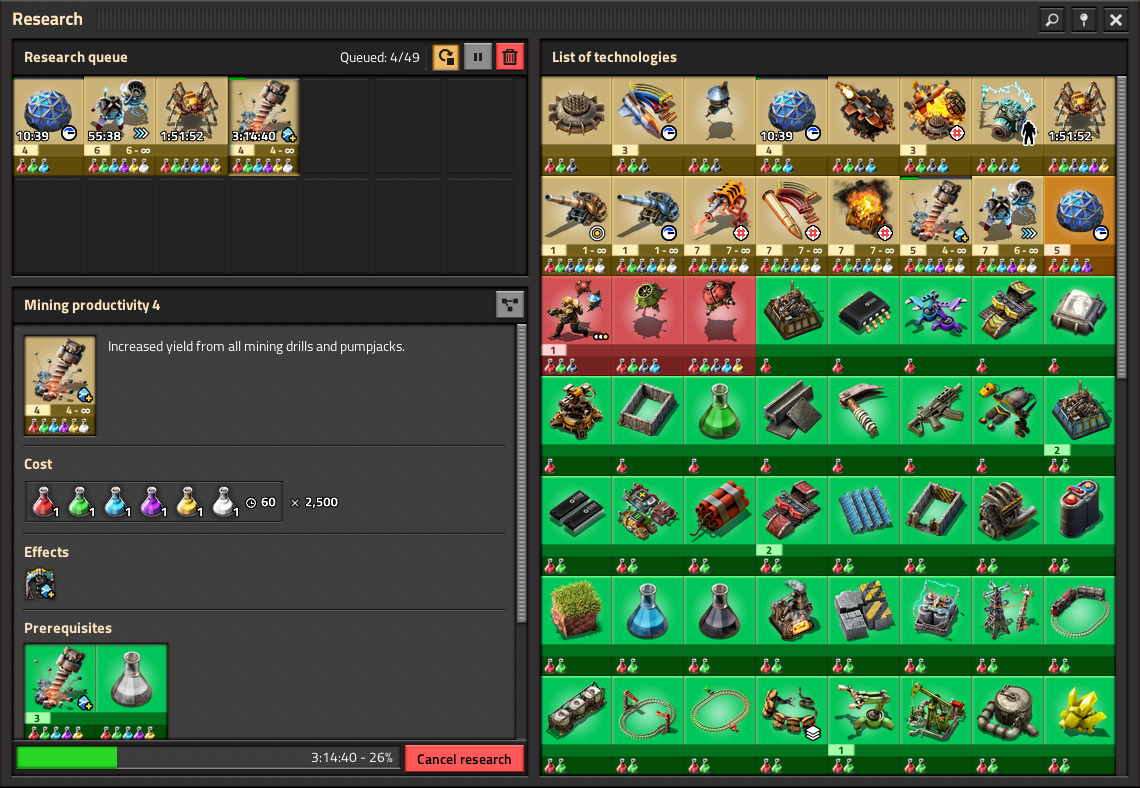 Research
Research queue
Queued: 4/49
10:39
55:38
1:51:52
3:14:40
4
6
6 - ∞
4
4 - ∞
Mining productivity 4
Increased yield from all mining drills and pumpjacks.
4
4 - ∞
Cost
1
1
1
1
1
1
60
× 2,500
Effects
Prerequisites
3
3:14:40 - 26%
Cancel research
List of technologies
10:39
1:51:52
3
4
3
1
1 - ∞
1
1 - ∞
7
7 - ∞
7
7 - ∞
7
7 - ∞
5
4 - ∞
7
6 - ∞
5
1
2
2
1